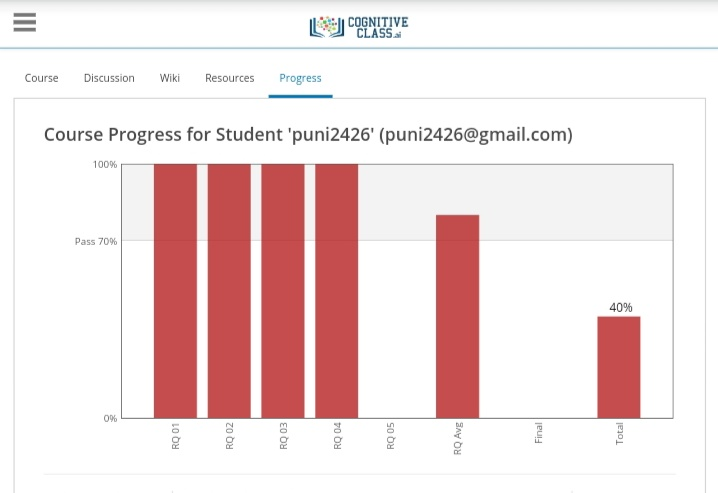 COGNITIVE
CLASS.ai
Course Discussion Wiki Resources Progress
Course Progress for Student 'puni2426' (puni2426@gmail.com)
100%
Pass 70%
40%
0%
RQ 01 RQ 02 RQ 03 RQ 04 RQ 05 RQ Avg Final Total